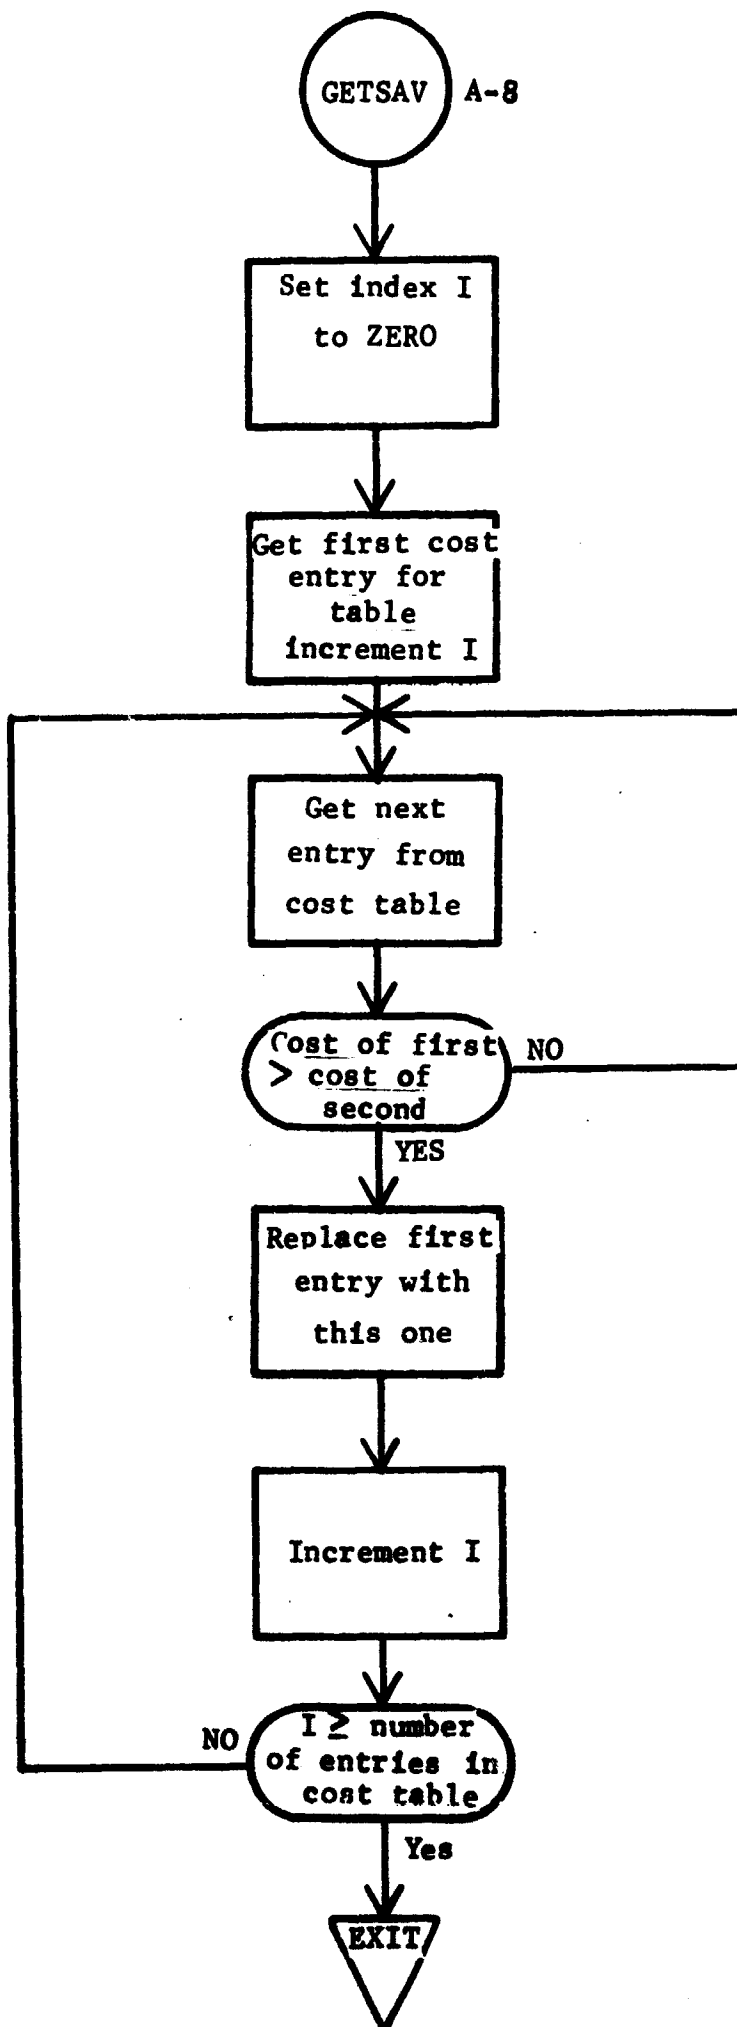 GETSAV A-8
Set index I
to ZERO
Get first cost
entry for
table
increment I
Get next
entry from
cost table
Cost of first
> cost of
second
NO
YES
Replace first
entry with
this one
Increment I
NO
I ≥ number
of entries in
cost table
Yes
EXIT